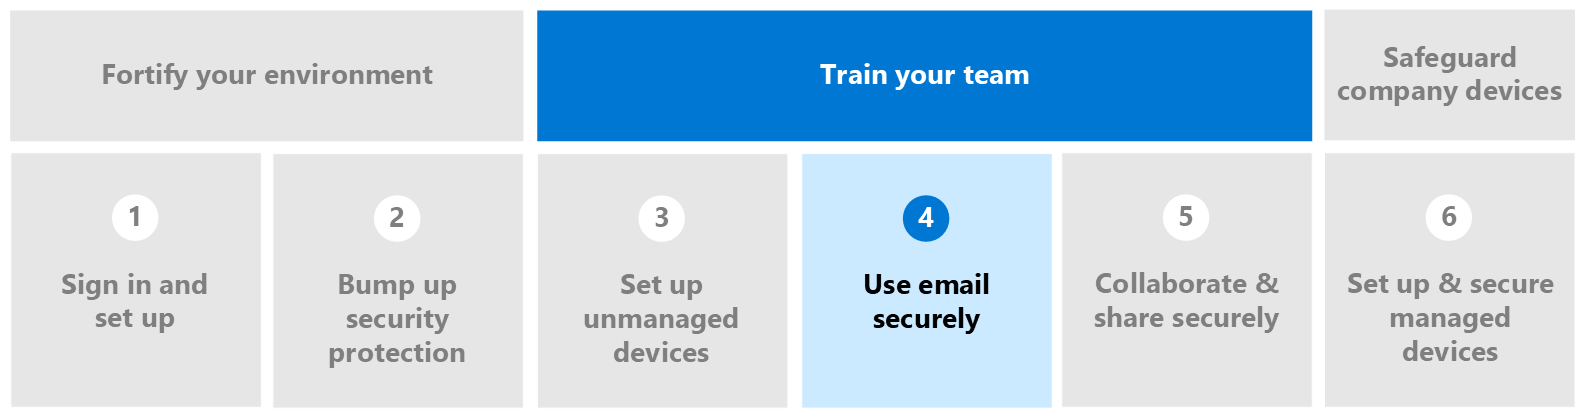 Fortify your environment
Train your team
Safeguard
company devices
1
Sign in and
set up
2
Bump up
security
protection
3
Set up
unmanaged
devices
4
Use email
securely
5
Collaborate &
share securely
6
Set up & secure
managed
devices